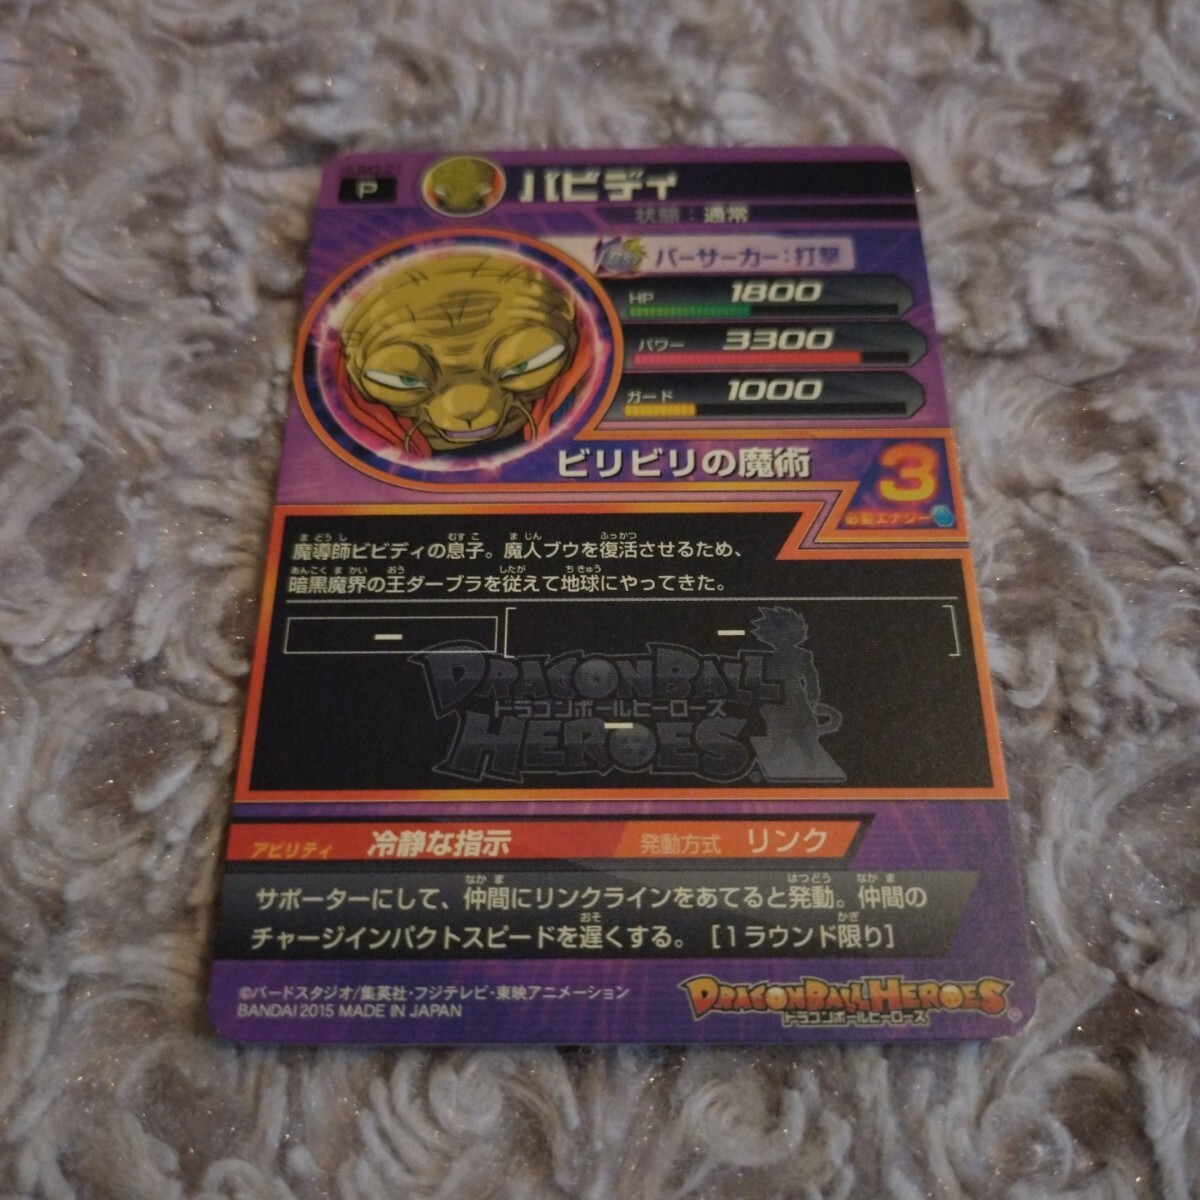 P
バビディ
状態：通常
バーサーカー：打撃
HP 1800
パワー 3300
ガード 1000
ビリビリの魔術
3
必要エナジー
魔導師ビビディの息子。魔人ブウを復活させるため、
暗黒魔界の王ダーブラを従えて地球にやってきた。
ー ［ ー ］
DRAGON BALL
ドラゴンボールヒーローズ
ー
HEROES
アビリティ 冷静な指示 発動方式 リンク
サポーターにして、仲間にリンクラインをあてると発動。仲間の
チャージインパクトスピードを遅くする。［1ラウンド限り］
©バードスタジオ/集英社・フジテレビ・東映アニメーション
BANDAI 2015 MADE IN JAPAN
DRAGON BALL HEROES
ドラゴンボールヒーローズ